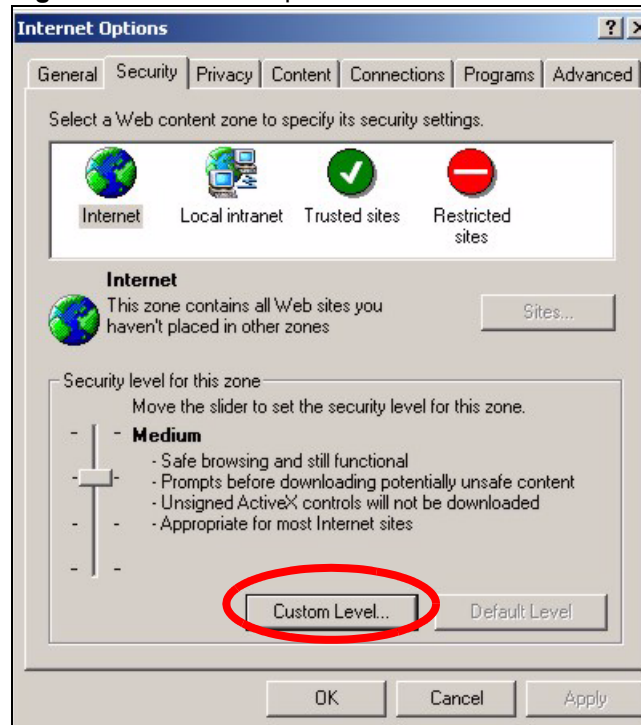 Internet Options
General Security Privacy Content Connections Programs Advanced
Select a Web content zone to specify its security settings.
Internet Local intranet Trusted sites Restricted sites
Internet
This zone contains all Web sites you
haven't placed in other zones
Sites...
Security level for this zone
Move the slider to set the security level for this zone.
Medium
- Safe browsing and still functional
- Prompts before downloading potentially unsafe content
- Unsigned ActiveX controls will not be downloaded
- Appropriate for most Internet sites
Custom Level... Default Level
OK Cancel Apply